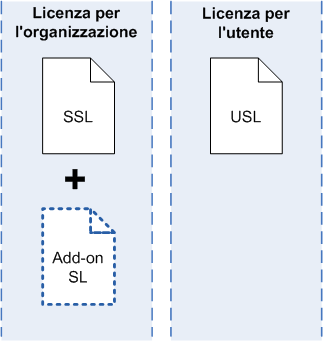 Licenza per
l'organizzazione
SSL
+
Add-on
SL
Licenza per
l'utente
USL